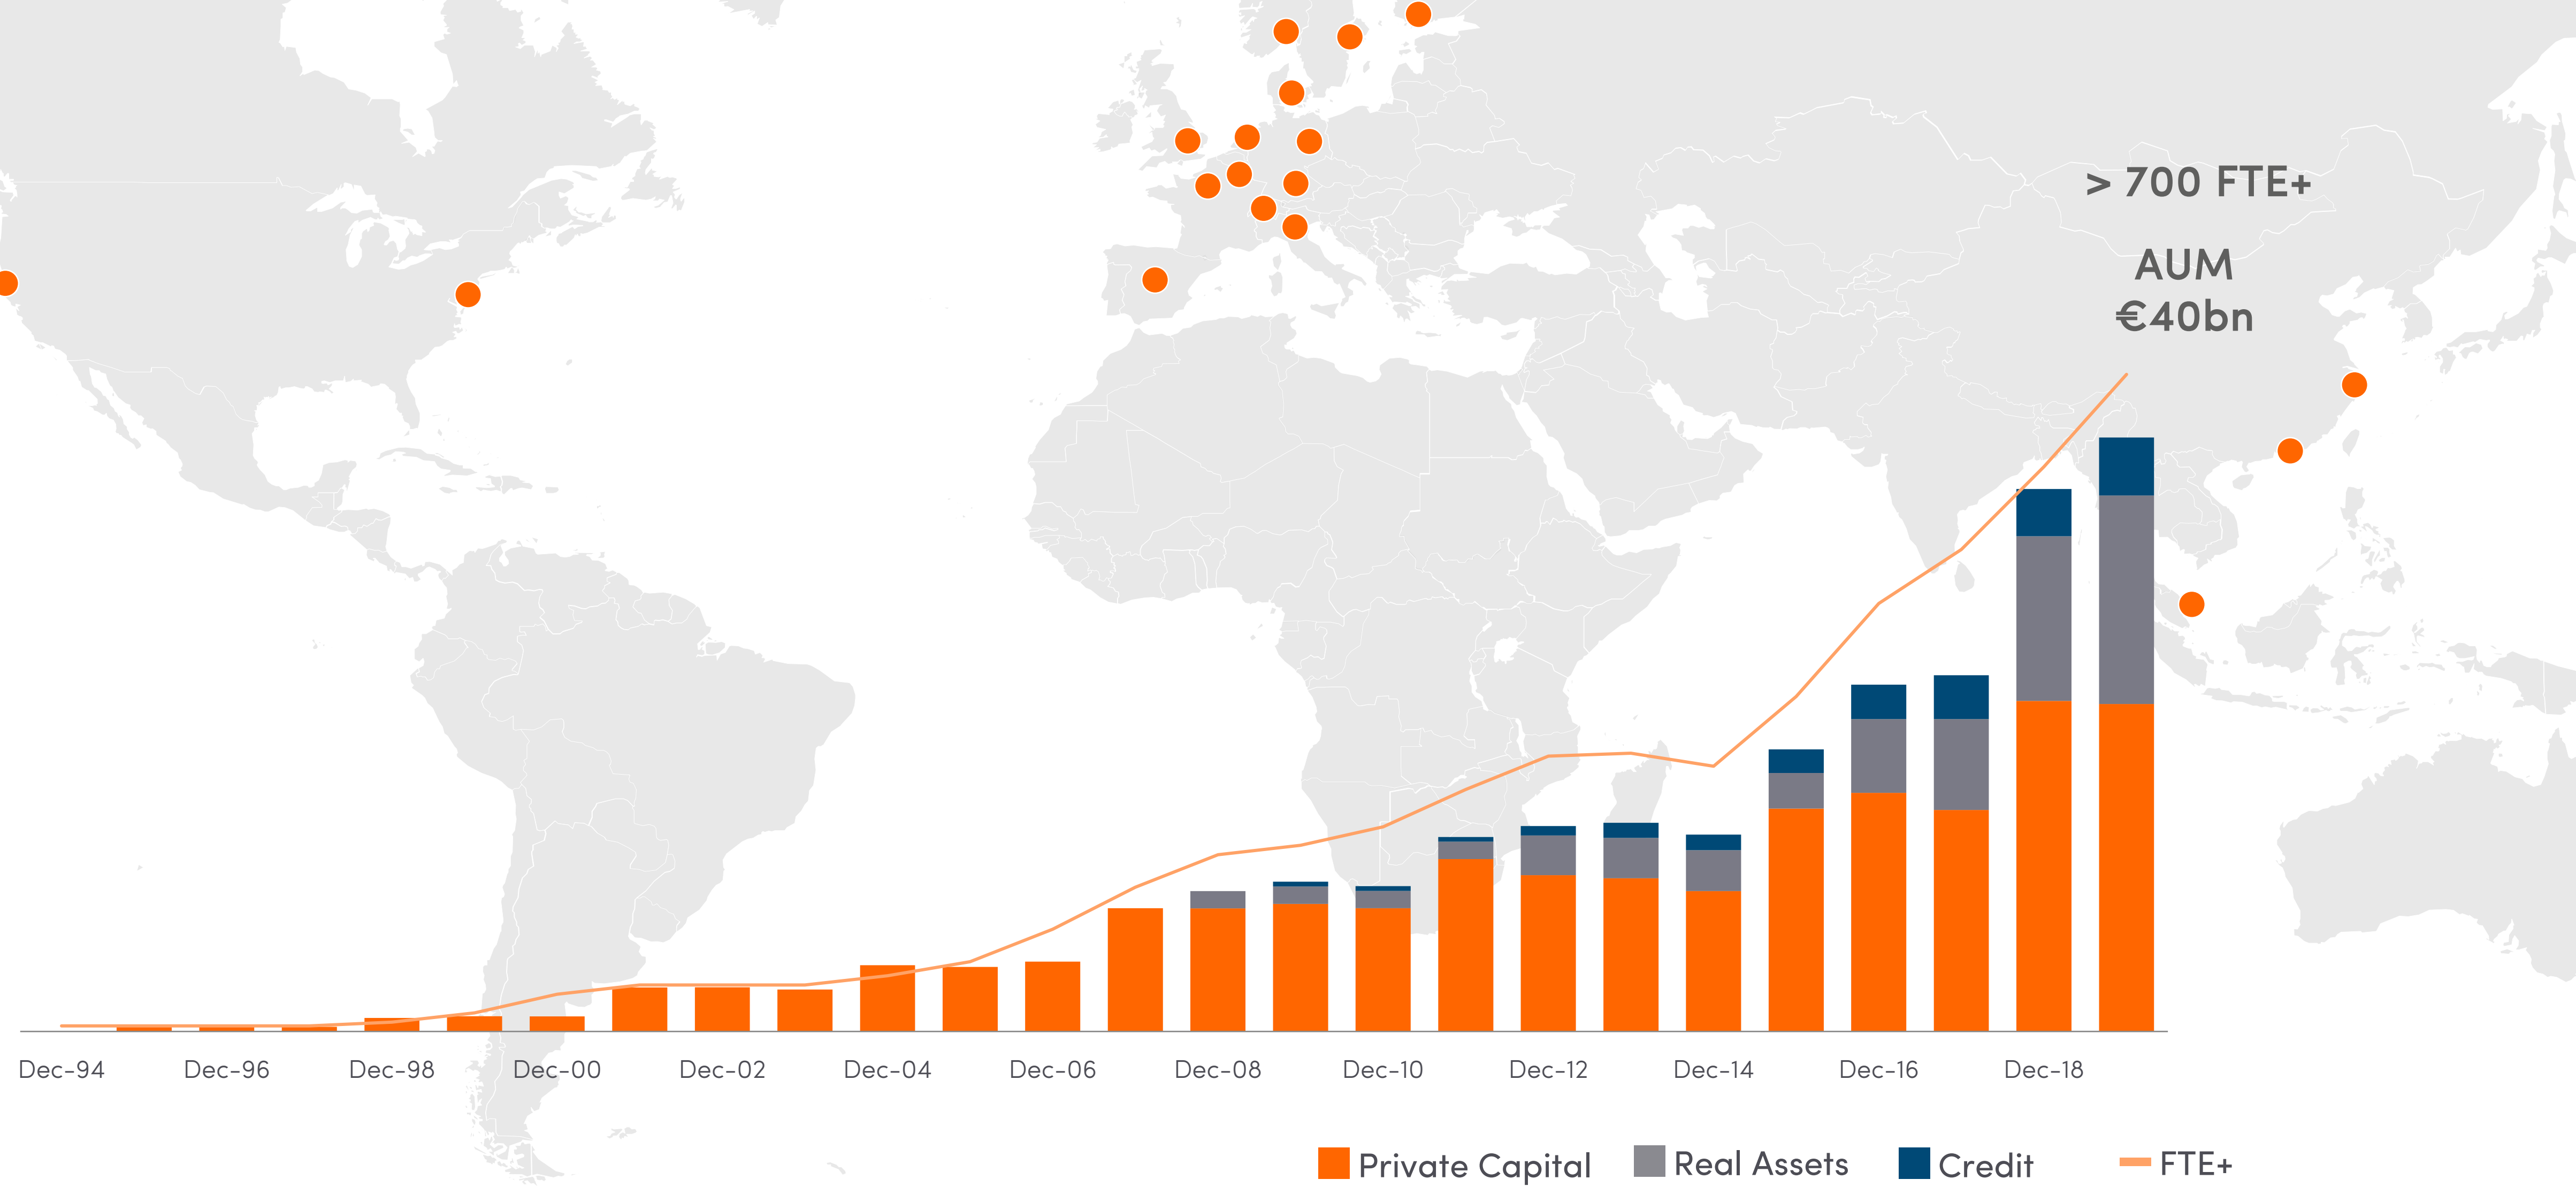 > 700 FTE+
AUM
€40bn
Dec-94 Dec-96 Dec-98 Dec-00 Dec-02 Dec-04 Dec-06 Dec-08 Dec-10 Dec-12 Dec-14 Dec-16 Dec-18
Private Capital Real Assets Credit FTE+